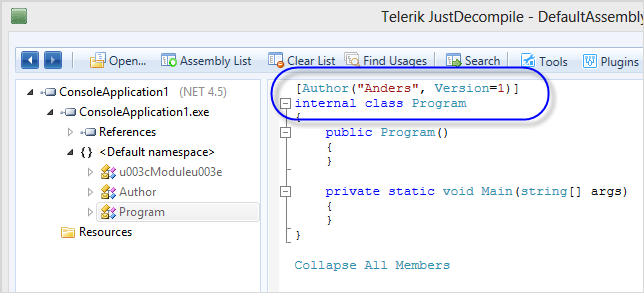 Telerik JustDecompile - DefaultAssembly
Open... Assembly List Clear List Find Usages Search Tools Plugins
ConsoleApplication1 (NET 4.5)
ConsoleApplication1.exe
References
{ } <Default namespace>
u003cModuleu003e
Author
Program
Resources
[Author("Anders", Version=1)]
internal class Program
{
public Program()
{
}
private static void Main(string[] args)
{
}
}
Collapse All Members